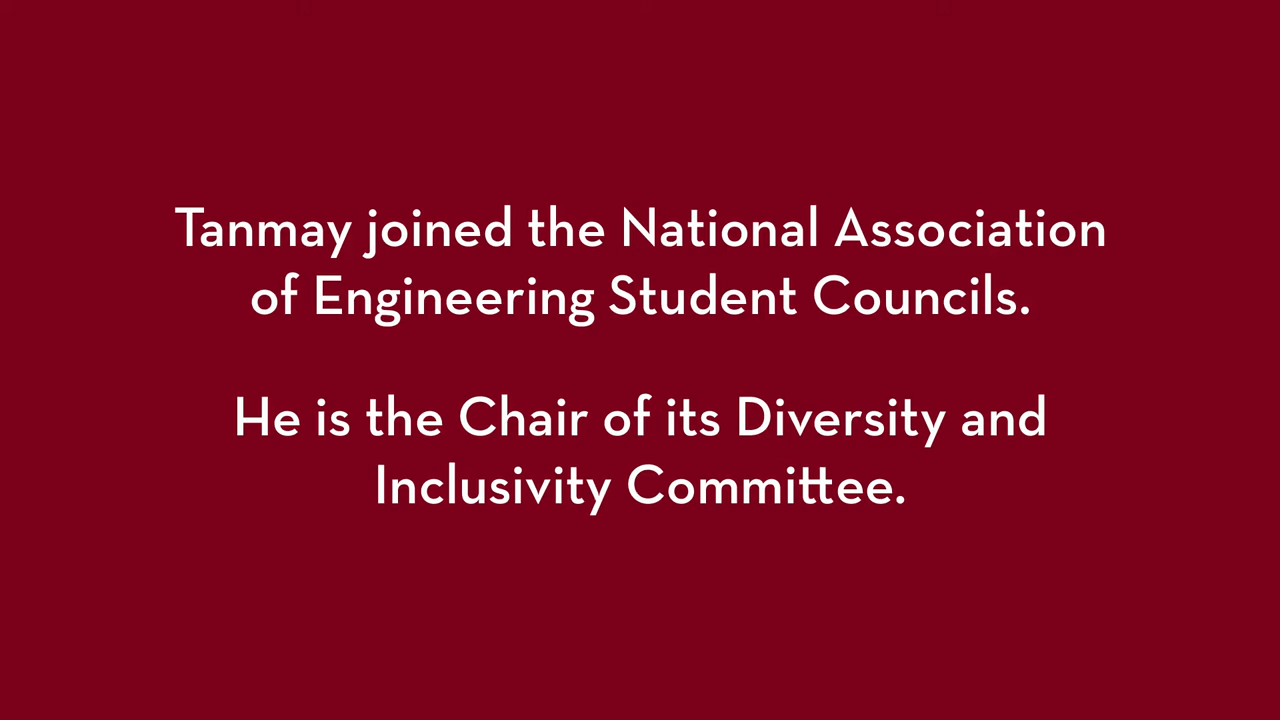 Tanmay joined the National Association
of Engineering Student Councils.
He is the Chair of its Diversity and
Inclusivity Committee.